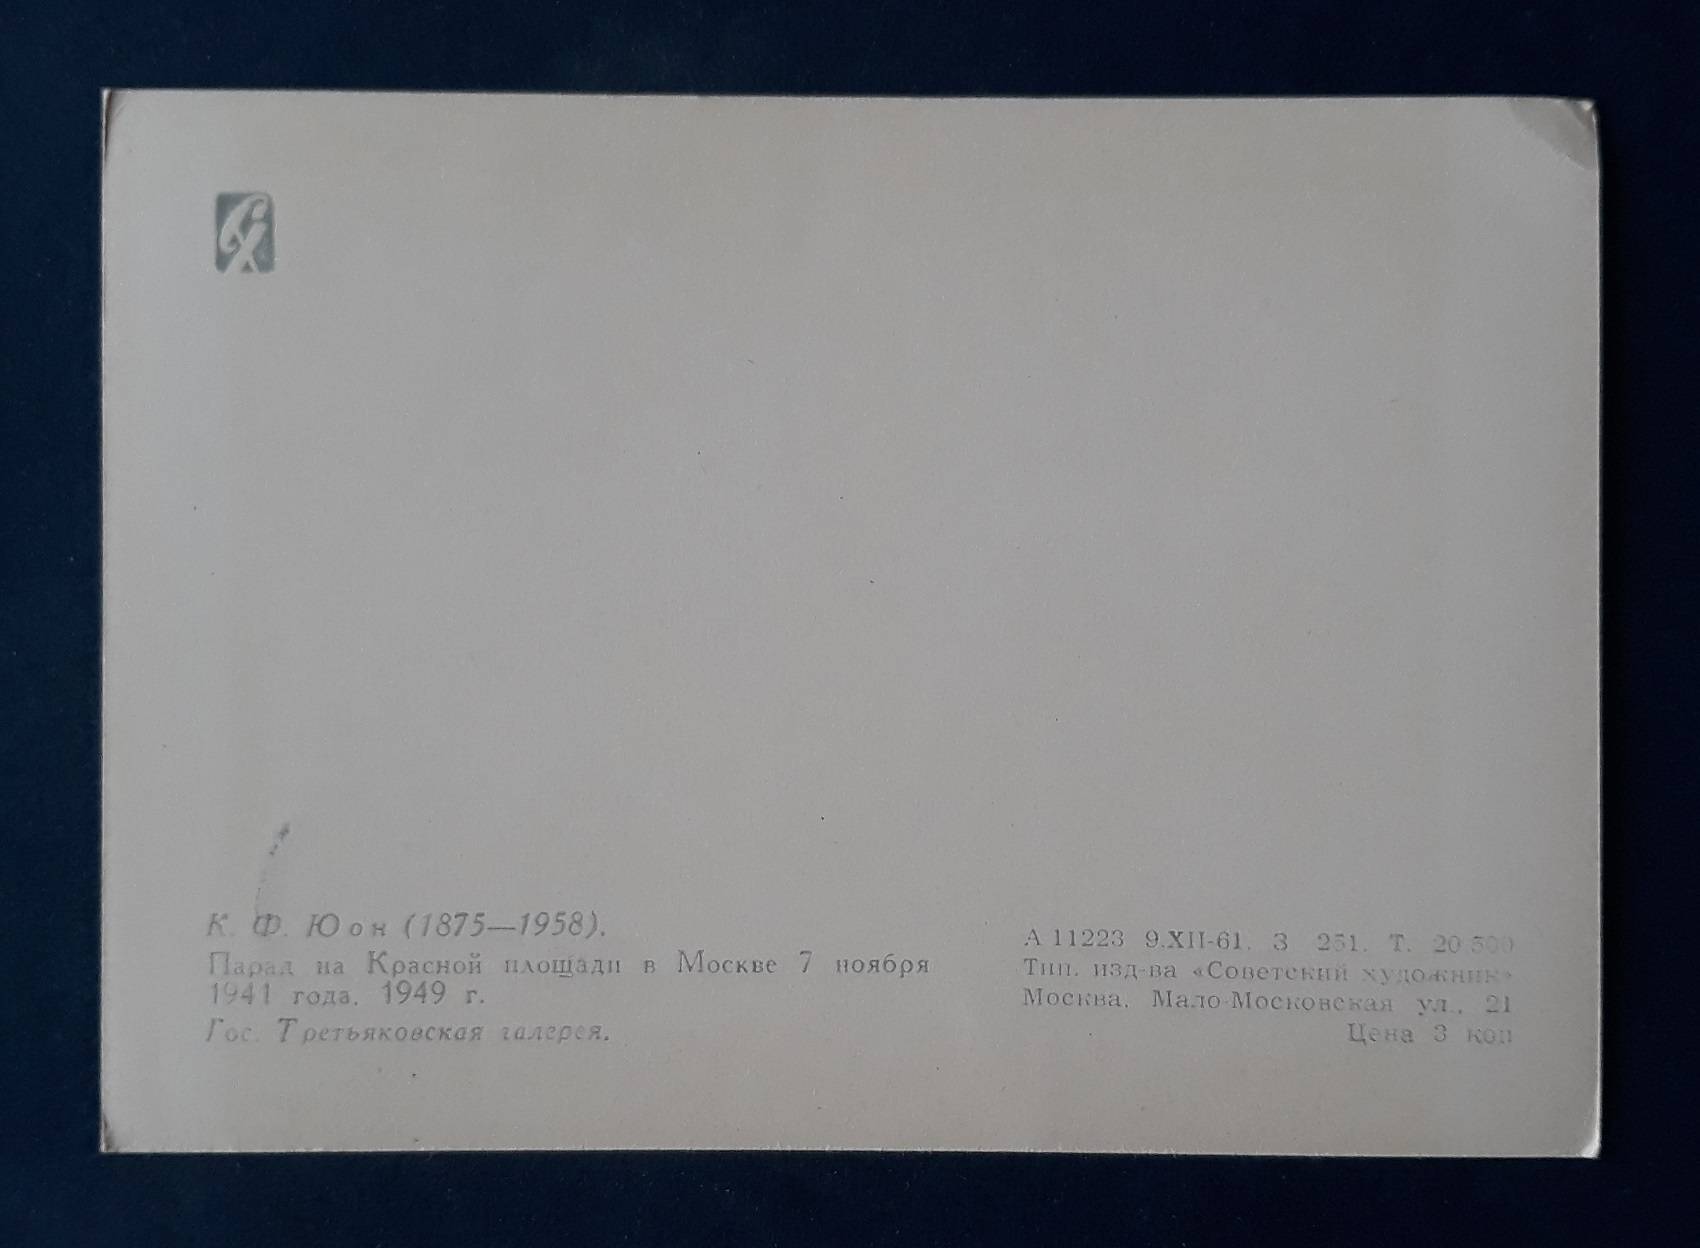 СХ
К. Ф. Юон (1875—1958).
Парад на Красной площади в Москве 7 ноября
1941 года. 1949 г.
Гос. Третьяковская галерея.
А 11223 9.XII-61. З 251. Т. 20 500
Тип. изд-ва «Советский художник»
Москва, Мало-Московская ул., 21
Цена 3 коп